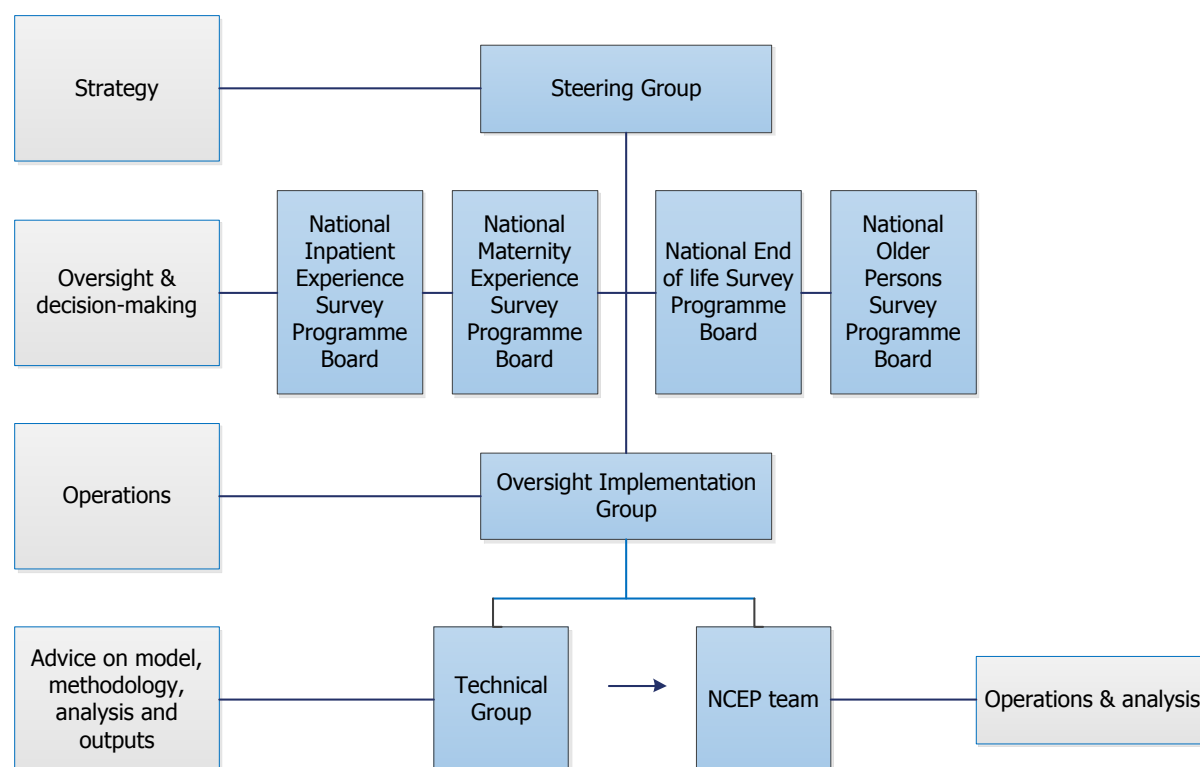 Strategy
Steering Group
Oversight &
decision-making
National
Inpatient
Experience
Survey
Programme
Board
National
Maternity
Experience
Survey
Programme
Board
National End
of life Survey
Programme
Board
National
Older
Persons
Survey
Programme
Board
Operations
Oversight Implementation
Group
Advice on model,
methodology,
analysis and
outputs
Technical
Group
NCEP team
Operations & analysis